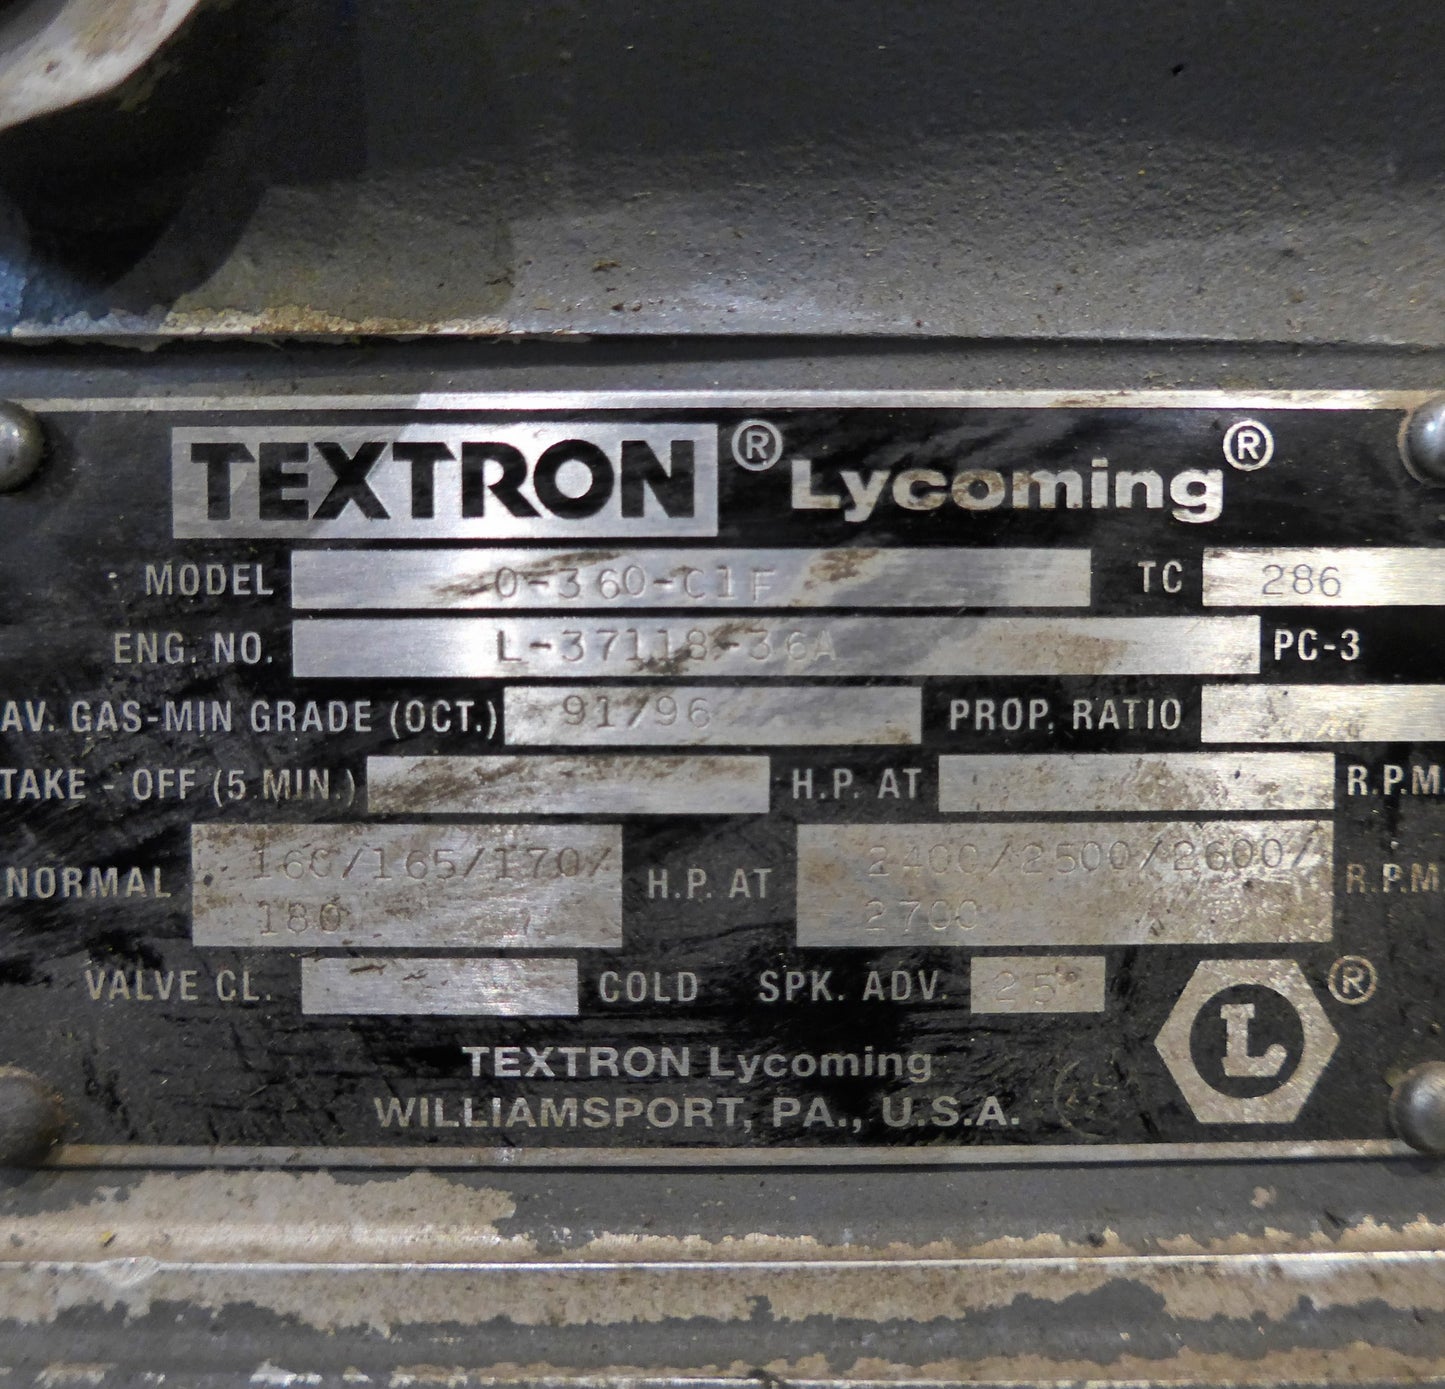 TEXTRON® Lycoming®
MODEL O-360-C1F TC 286
ENG. NO. L-37118-36A PC-3
AV. GAS-MIN GRADE (OCT.) 91/96 PROP. RATIO
TAKE - OFF (5 MIN.) H.P. AT R.P.M.
NORMAL 160/165/170/ H.P. AT 2400/2500/2600/ R.P.M
180 2700
VALVE CL. COLD SPK. ADV. 25° L®
TEXTRON Lycoming
WILLIAMSPORT, PA., U.S.A.